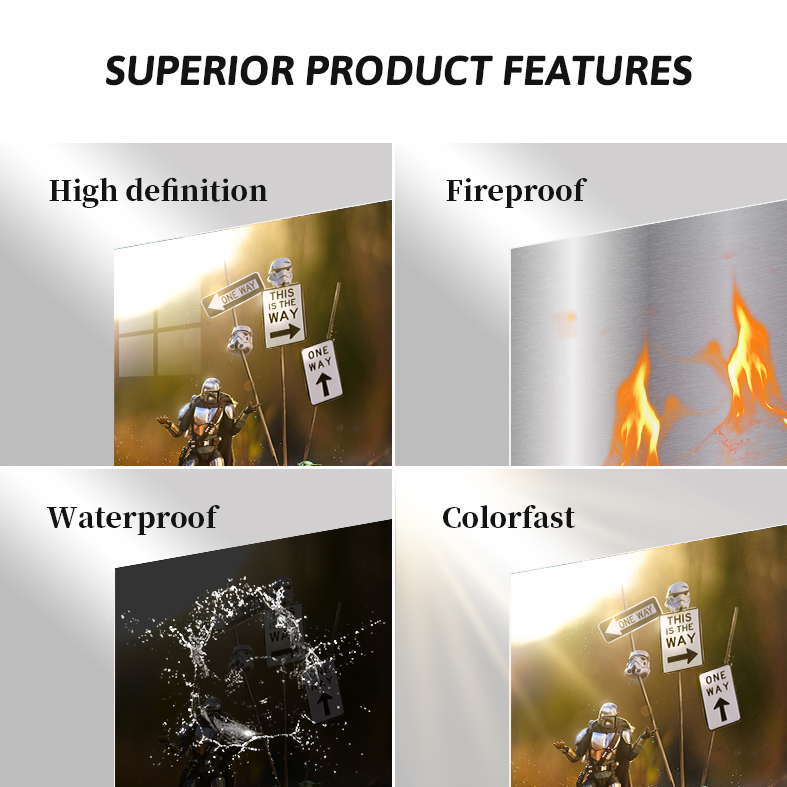 SUPERIOR PRODUCT FEATURES
High definition
Fireproof
ONE WAY
THIS
IS THE
WAY
ONE
WAY
Waterproof
Colorfast
WA
ONE WAY
THIS
IS THE
WAY
ONE
WAY